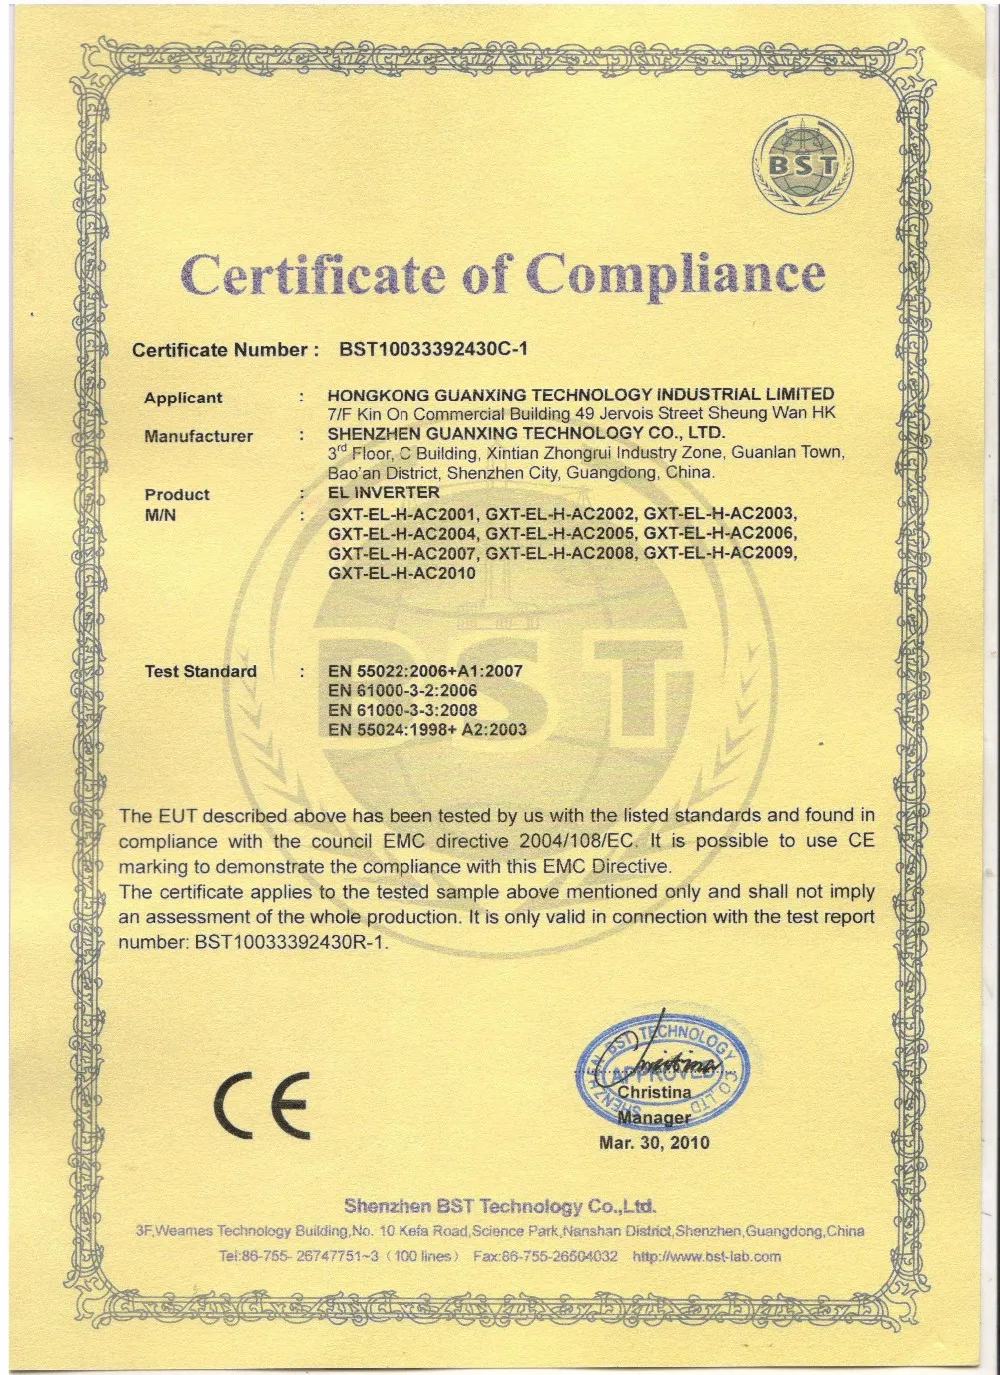 BST
Certificate of Compliance
Certificate Number : BST10033392430C-1
Applicant : HONGKONG GUANXING TECHNOLOGY INDUSTRIAL LIMITED
7/F Kin On Commercial Building 49 Jervois Street Sheung Wan HK
Manufacturer : SHENZHEN GUANXING TECHNOLOGY CO., LTD.
3rd Floor, C Building, Xintian Zhongrui Industry Zone, Guanlan Town,
Bao'an District, Shenzhen City, Guangdong, China.
Product : EL INVERTER
M/N : GXT-EL-H-AC2001, GXT-EL-H-AC2002, GXT-EL-H-AC2003,
GXT-EL-H-AC2004, GXT-EL-H-AC2005, GXT-EL-H-AC2006,
GXT-EL-H-AC2007, GXT-EL-H-AC2008, GXT-EL-H-AC2009,
GXT-EL-H-AC2010
BST
Test Standard : EN 55022:2006+A1:2007
EN 61000-3-2:2006
EN 61000-3-3:2008
EN 55024:1998+ A2:2003
The EUT described above has been tested by us with the listed standards and found in
compliance with the council EMC directive 2004/108/EC. It is possible to use CE
marking to demonstrate the compliance with this EMC Directive.
The certificate applies to the tested sample above mentioned only and shall not imply
an assessment of the whole production. It is only valid in connection with the test report
number: BST10033392430R-1.
CE
SHENZHEN BST TECHNOLOGY CO.,LTD
APPROVED
Christina
Christina
Manager
Mar. 30, 2010
Shenzhen BST Technology Co.,Ltd.
3F,Weames Technology Building,No. 10 Kefa Road,Science Park,Nanshan District,Shenzhen,Guangdong,China
Tel:86-755- 26747751~3（100 lines） Fax:86-755-26504032 http://www.bst-lab.com